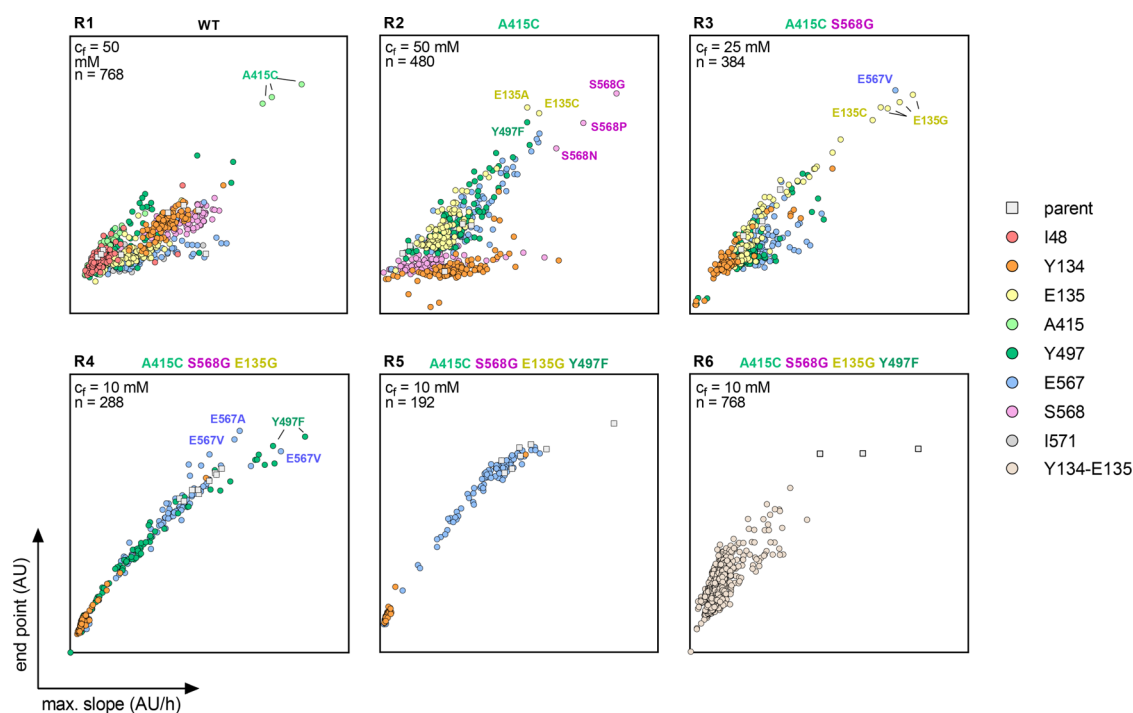 R1 WT
c_f = 50
mM
n = 768
A415C
R2 A415C
c_f = 50 mM
n = 480
S568G
E135A
E135C
Y497F
S568P
S568N
R3 A415C S568G
c_f = 25 mM
n = 384
E567V
E135C
E135G
R4 A415C S568G E135G
c_f = 10 mM
n = 288
E567A
Y497F
E567V
E567V
R5 A415C S568G E135G Y497F
c_f = 10 mM
n = 192
R6 A415C S568G E135G Y497F
c_f = 10 mM
n = 768
parent
I48
Y134
E135
A415
Y497
E567
S568
I571
Y134-E135
end point (AU)
max. slope (AU/h)